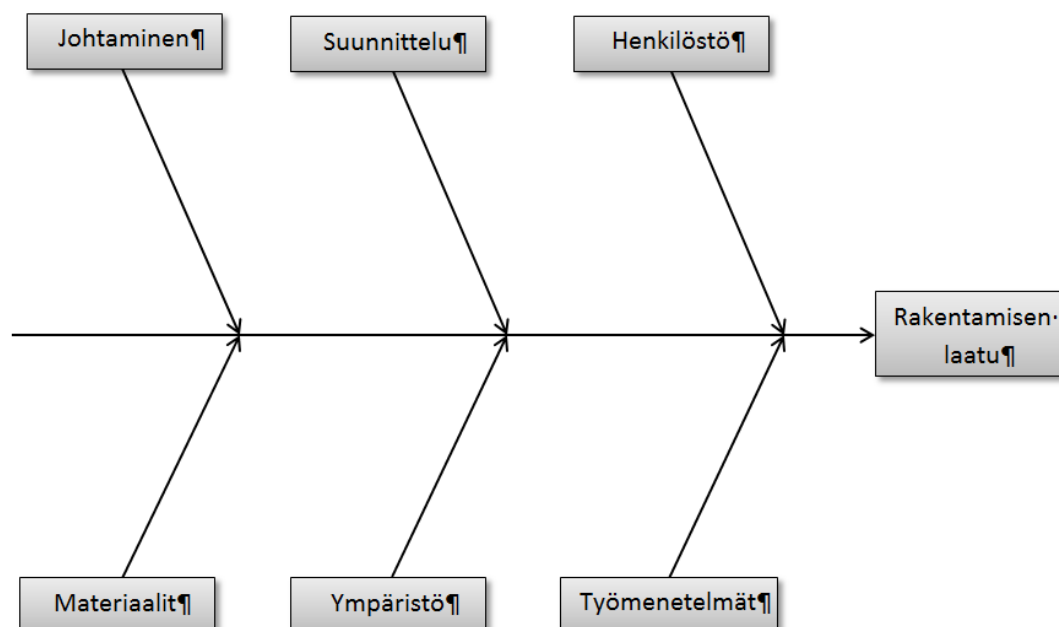 Johtaminen¶
Suunnittelu¶
Henkilöstö¶
Rakentamisen·
laatu¶
Materiaalit¶
Ympäristö¶
Työmenetelmät¶